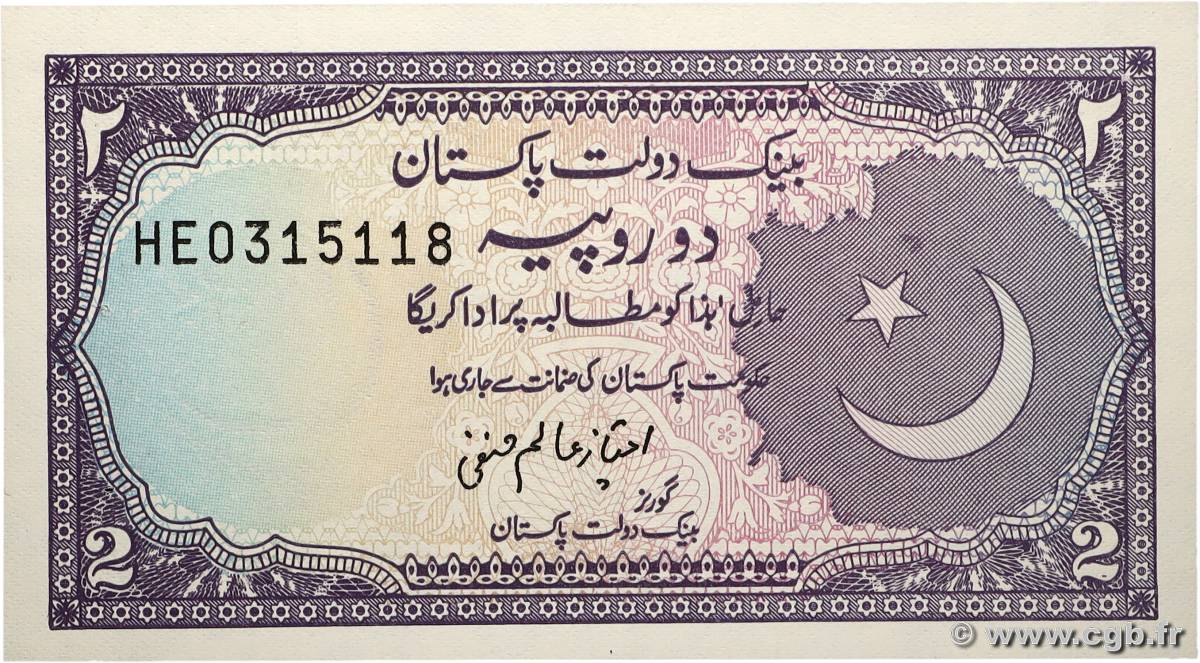 ۲ ۲
بینک دولت پاکستان
دو روپیہ
HE0315118
حامل ہذا کو مطالبہ پر ادا کریگا
حکومت پاکستان کی ضمانت سے جاری ہوا
امتیاز عالم حنفی
گورنر
بینک دولت پاکستان
2 2
© www.cgb.fr